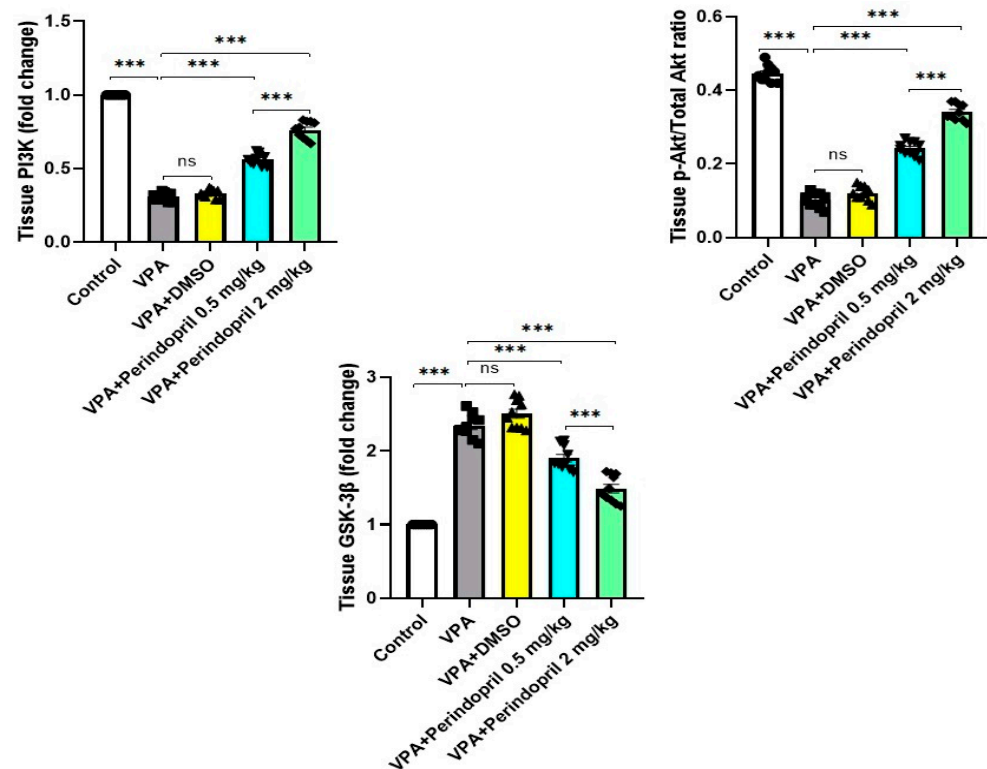 Tissue PI3K (fold change)
1.5
1.0
0.5
0.0
***
***
***
***
ns
Control
VPA
VPA+DMSO
VPA+Perindopril 0.5 mg/kg
VPA+Perindopril 2 mg/kg
Tissue p-Akt/Total Akt ratio
0.6
0.4
0.2
0.0
***
***
***
***
ns
Control
VPA
VPA+DMSO
VPA+Perindopril 0.5 mg/kg
VPA+Perindopril 2 mg/kg
Tissue GSK-3β (fold change)
3
2
1
0
***
***
***
ns
***
Control
VPA
VPA+DMSO
VPA+Perindopril 0.5 mg/kg
VPA+Perindopril 2 mg/kg